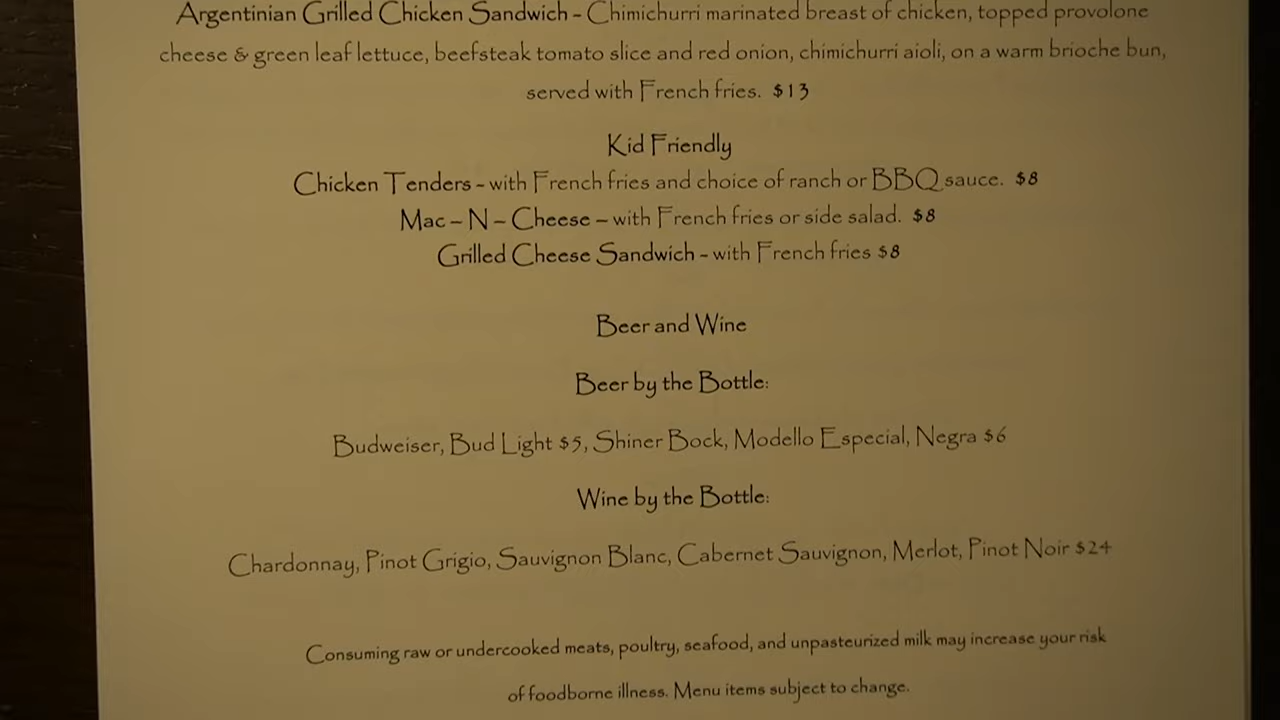 Argentinian Grilled Chicken Sandwich - Chimichurri marinated breast of chicken, topped provolone
cheese & green leaf lettuce, beefsteak tomato slice and red onion, chimichurri aioli, on a warm brioche bun,
served with French fries. $13
Kid Friendly
Chicken Tenders - with French fries and choice of ranch or BBQ sauce. $8
Mac – N – Cheese – with French fries or side salad. $8
Grilled Cheese Sandwich - with French fries $8
Beer and Wine
Beer by the Bottle:
Budweiser, Bud Light $5, Shiner Bock, Modello Especial, Negra $6
Wine by the Bottle:
Chardonnay, Pinot Grigio, Sauvignon Blanc, Cabernet Sauvignon, Merlot, Pinot Noir $24
Consuming raw or undercooked meats, poultry, seafood, and unpasteurized milk may increase your risk
of foodborne illness. Menu items subject to change.